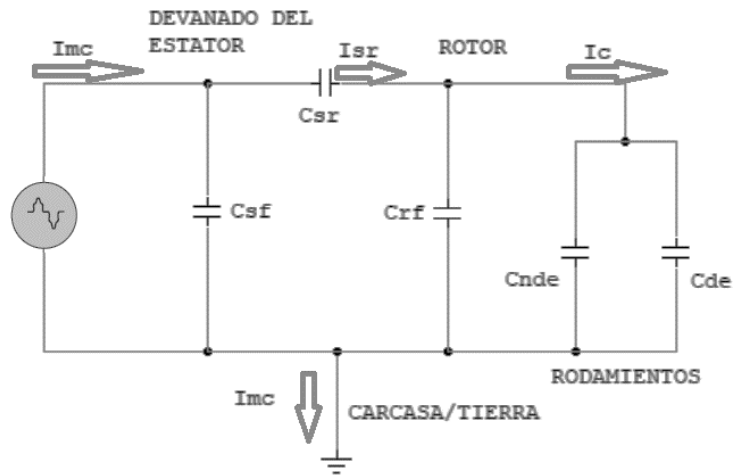 DEVANADO DEL
ESTATOR
Imc
Isr
ROTOR
Ic
Csr
Csf
Crf
Cnde
Cde
RODAMIENTOS
Imc
CARCASA/TIERRA